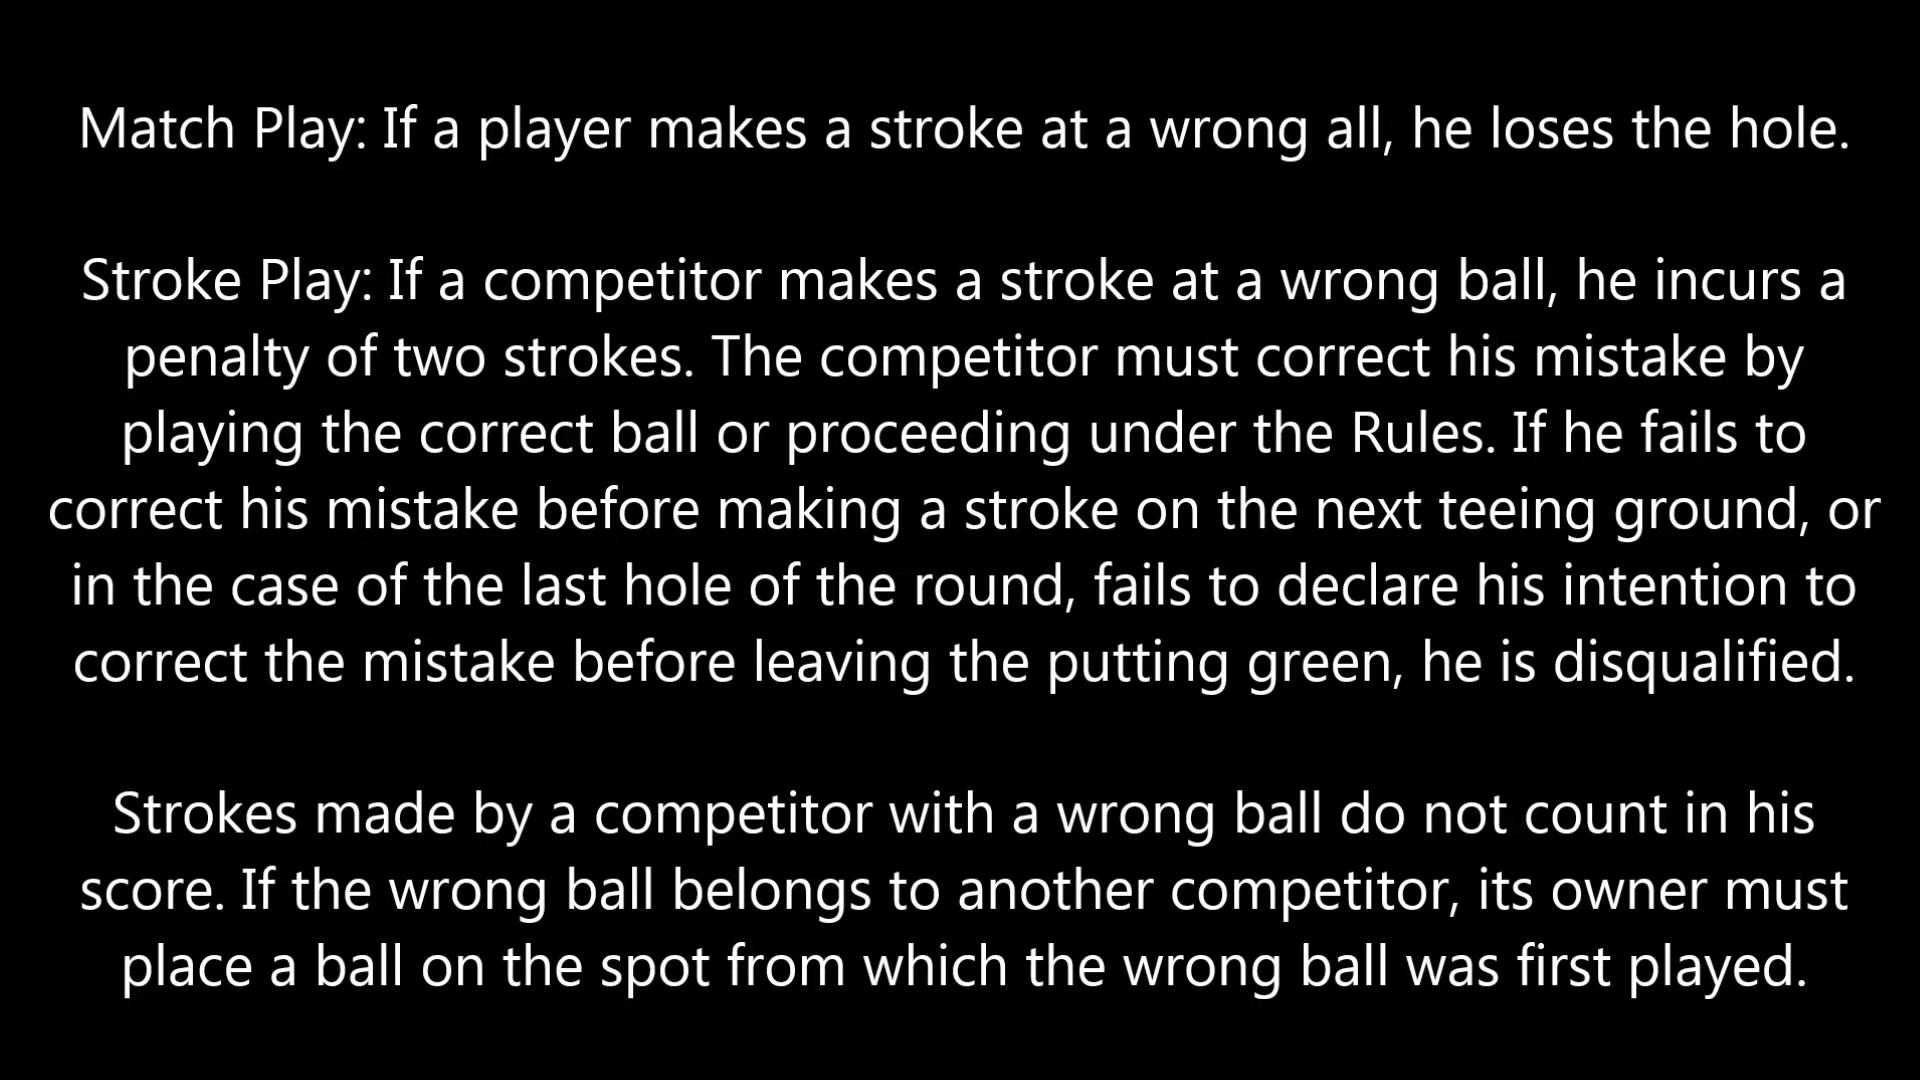 Match Play: If a player makes a stroke at a wrong all, he loses the hole.
Stroke Play: If a competitor makes a stroke at a wrong ball, he incurs a
penalty of two strokes. The competitor must correct his mistake by
playing the correct ball or proceeding under the Rules. If he fails to
correct his mistake before making a stroke on the next teeing ground, or
in the case of the last hole of the round, fails to declare his intention to
correct the mistake before leaving the putting green, he is disqualified.
Strokes made by a competitor with a wrong ball do not count in his
score. If the wrong ball belongs to another competitor, its owner must
place a ball on the spot from which the wrong ball was first played.